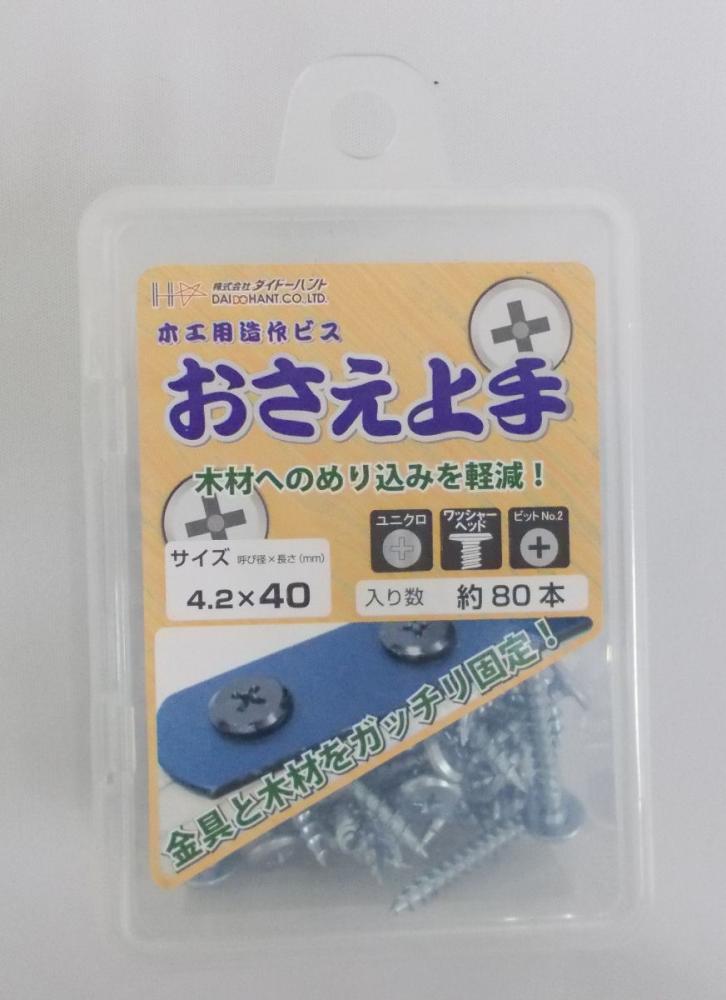 株式会社 ダイドーハント
DAIDOHANT.CO.,LTD.
木工用造作ビス
おさえ上手
木材へのめり込みを軽減！
ユニクロ
ワッシャー
ヘッド
ビットNo.2
サイズ 呼び径×長さ(mm)
4.2×40
入り数 約80本
金具と木材をガッチリ固定！